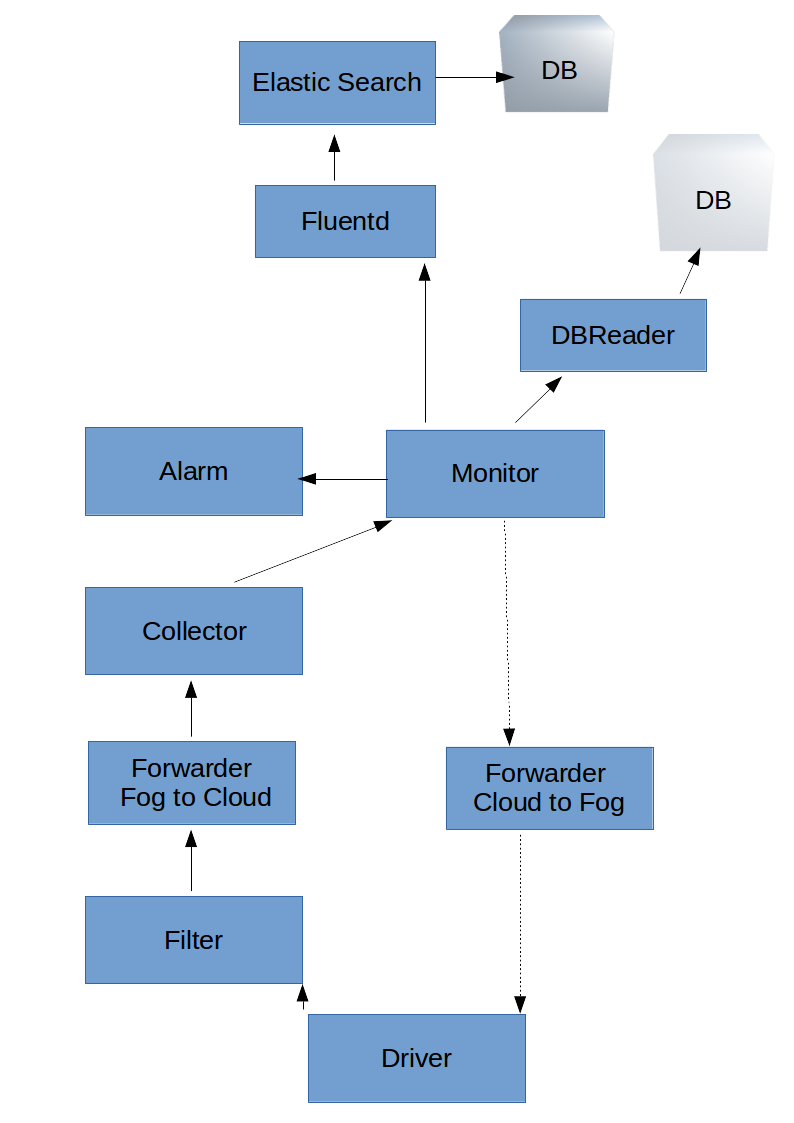 Elastic Search
DB
DB
Fluentd
DBReader
Alarm
Monitor
Collector
Forwarder
Fog to Cloud
Forwarder
Cloud to Fog
Filter
Driver